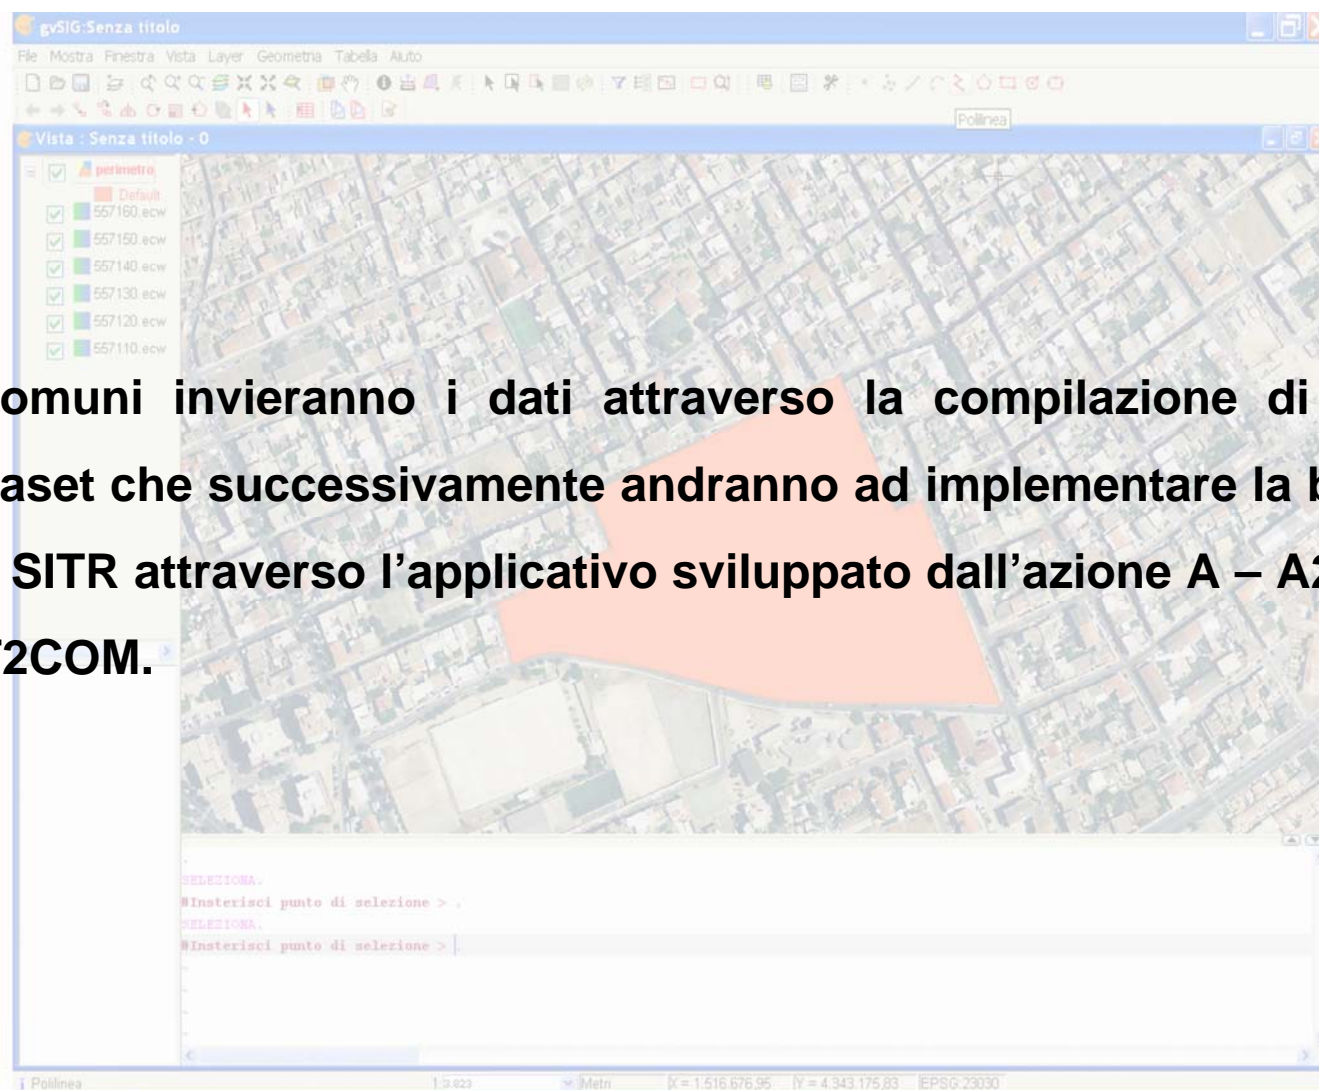 gvSIG:Senza titolo
File Mostra Finestra Vista Layer Geometria Tabella Aiuto
Polilinea
Vista : Senza titolo - 0
perimetro
Default
557160.ecw
557150.ecw
557140.ecw
557130.ecw
557120.ecw
557110.ecw
omuni invieranno i dati attraverso la compilazione di
aset che successivamente andranno ad implementare la b
SITR attraverso l’applicativo sviluppato dall’azione A – A2
2COM.
SELEZIONA.
#Insterisci punto di selezione > .
SELEZIONA.
#Insterisci punto di selezione > .
Polilinea
Metri X = 1.516.676,95 Y = 4.343.175,83 EPSG:23030